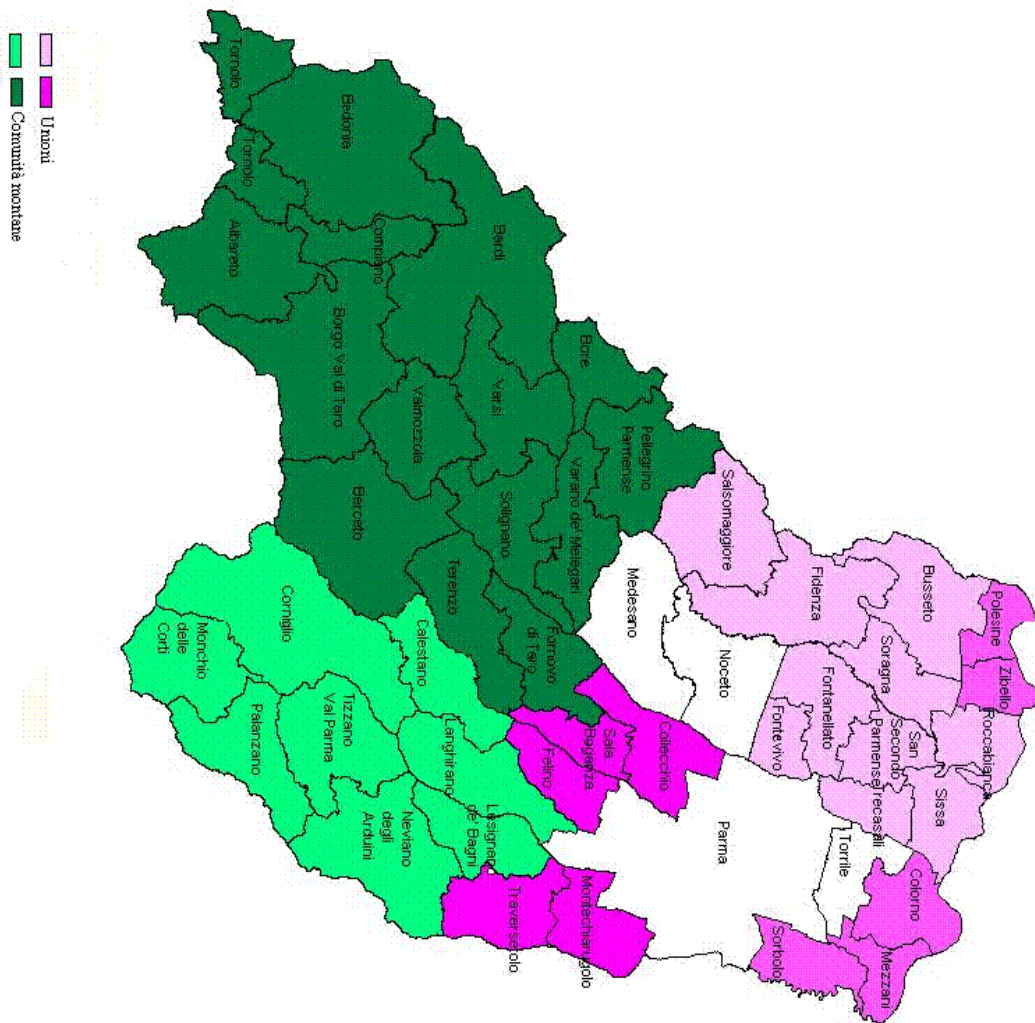 Unioni
Comunità montane
Tornolo
Bedonia
Tornolo
Albareto
Compiano
Bardi
Borgo Val di Taro
Bore
Varsi
Valmozzola
Pellegrino
Parmense
Varano de' Melegari
Solignano
Berceto
Terenzo
Fornovo
di Taro
Salsomaggiore
Fidenza
Busseto
Polesine
Zibello
Roccabianca
Soragna
Fontanellato
San
Secondo
Parmense
Fontevivo
Sissa
Trecasali
Medesano
Noceto
Collecchio
Sala
Baganza
Felino
Parma
Torrile
Colorno
Mezzani
Sorbolo
Montechiarugolo
Traversetolo
Corniglio
Calestano
Monchio
delle
Corti
Tizzano
Val Parma
Palanzano
Langhirano
Lesignan
de' Bagni
Neviano
degli
Arduini